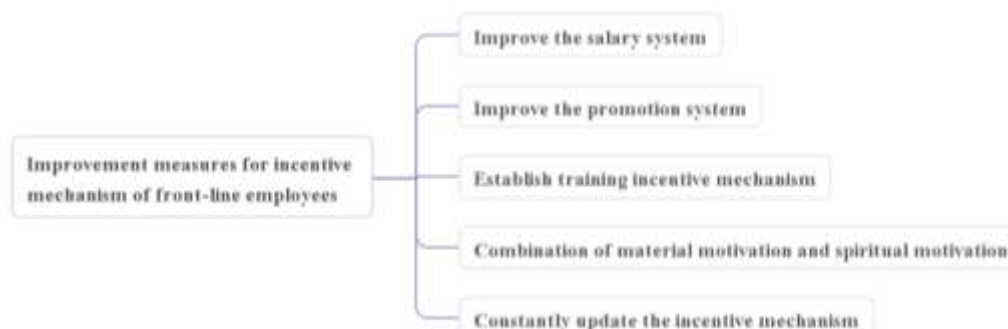 Improve the salary system
Improve the promotion system
Improvement measures for incentive
mechanism of front-line employees
Establish training incentive mechanism
Combination of material motivation and spiritual motivation
Constantly update the incentive mechanism